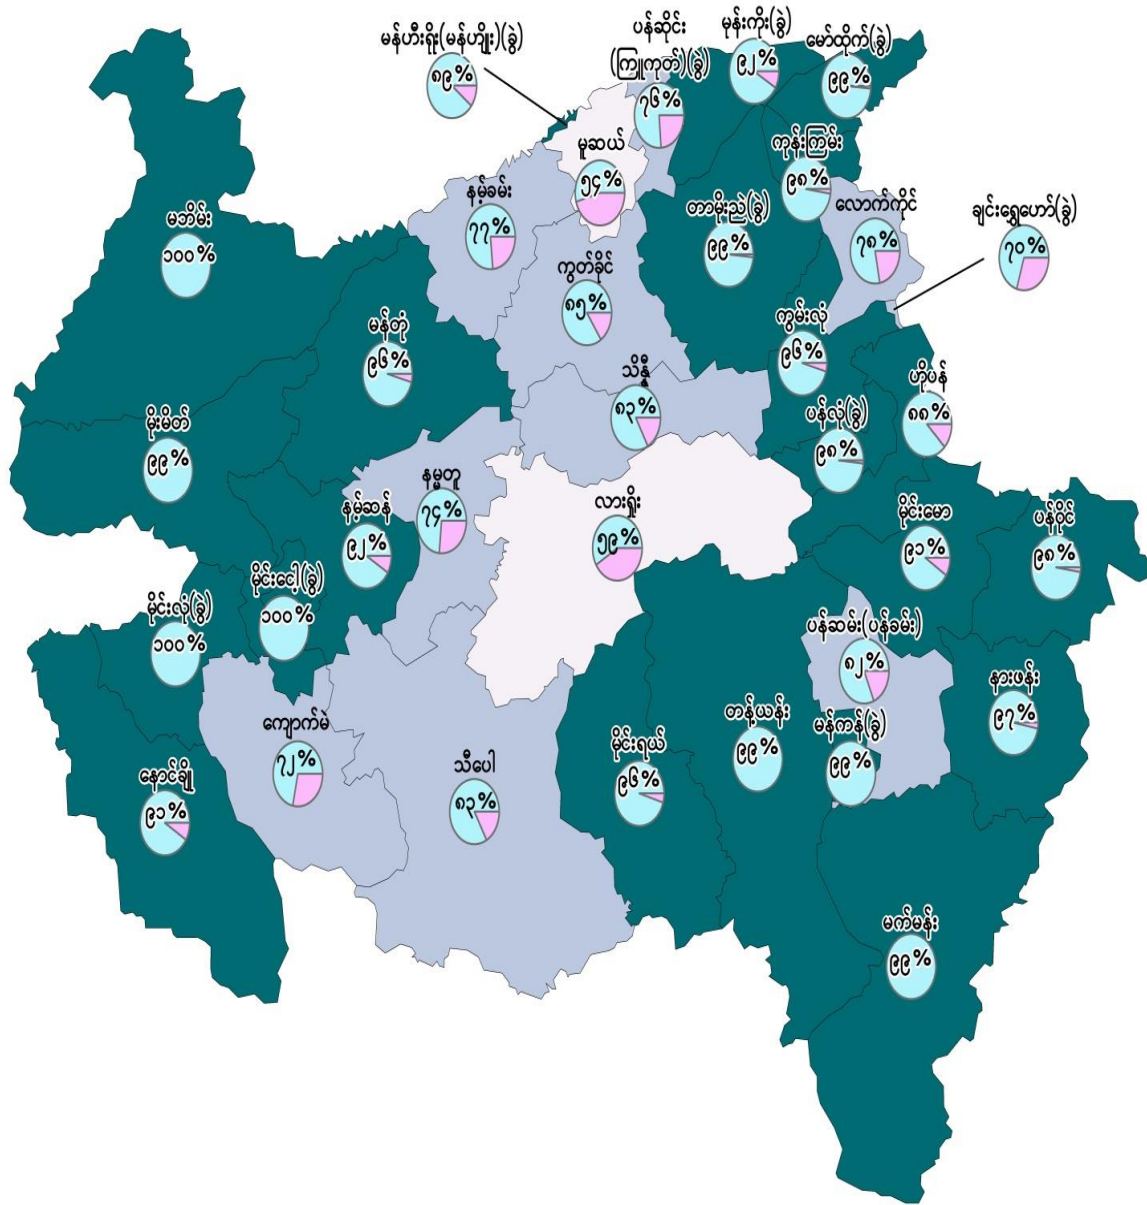 မန်ဟီးရိုး(မန်ဟျိုး)(ခွဲ)
၈၉%
ပန်ဆိုင်း
(ကြူကုတ်)(ခွဲ)
၇၆%
မုန်းကိုး(ခွဲ)
၉၂%
မော်ထိုက်(ခွဲ)
၉၉%
မူဆယ်
၅၄%
ကုန်းကြမ်း
၉၈%
နမ့်ခမ်း
၇၇%
တာမိုးညဲ(ခွဲ)
၉၉%
လောက်ကိုင်
၇၈%
ချင်းရွှေဟော်(ခွဲ)
၇၀%
မဘိမ်း
၁၀၀%
ကွတ်ခိုင်
၈၅%
မန်တုံ
၉၆%
ကွမ်းလုံ
၉၆%
သိန္နီ
၈၃%
ဟိုပန်
၈၈%
ပန်လုံ(ခွဲ)
၉၈%
မိုးမိတ်
၉၉%
နမ္မတူ
၇၄%
နမ့်ဆန်
၉၂%
လားရှိုး
၅၉%
မိုင်းမော
၉၁%
ပန်ဝိုင်
၉၈%
မိုင်းငေါ့(ခွဲ)
၁၀၀%
မိုင်းလုံ(ခွဲ)
၁၀၀%
ပန်ဆမ်း(ပန်ခမ်း)
၈၂%
နားဖန်း
၉၇%
ကျောက်မဲ
၇၂%
တန့်ယန်း
၉၉%
မန်ကန်(ခွဲ)
၉၉%
သီပေါ
၈၃%
မိုင်းရယ်
၉၆%
နောင်ချို
၉၁%
မက်မန်း
၉၉%